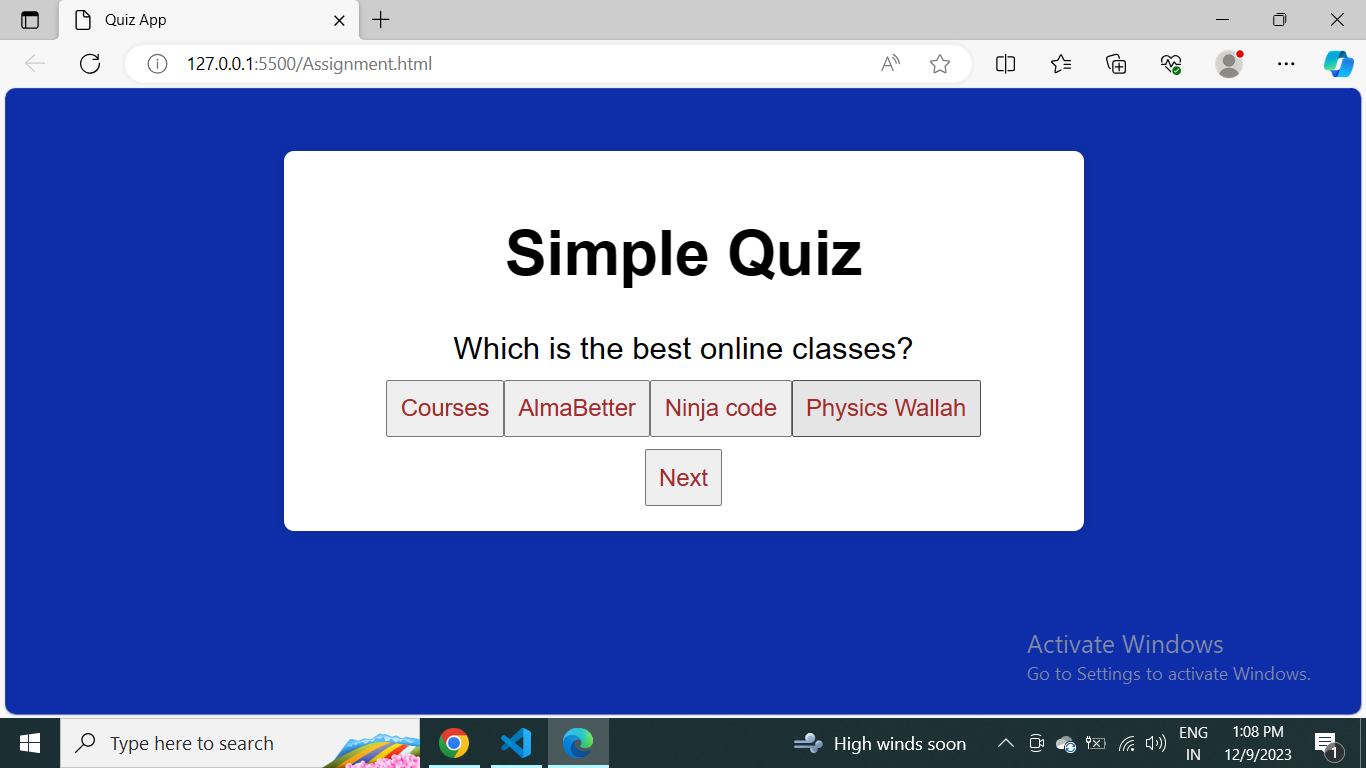 Quiz App
127.0.0.1:5500/Assignment.html
Simple Quiz
Which is the best online classes?
Courses AlmaBetter Ninja code Physics Wallah
Next
Activate Windows
Go to Settings to activate Windows.
Type here to search
High winds soon
ENG
IN
1:08 PM
12/9/2023
1